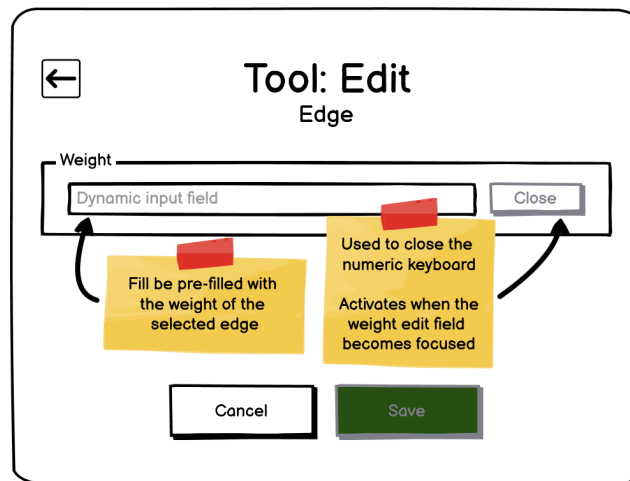 Tool: Edit
Edge
Weight
Dynamic input field
Close
Fill be pre-filled with
the weight of the
selected edge
Used to close the
numeric keyboard
Activates when the
weight edit field
becomes focused
Cancel
Save